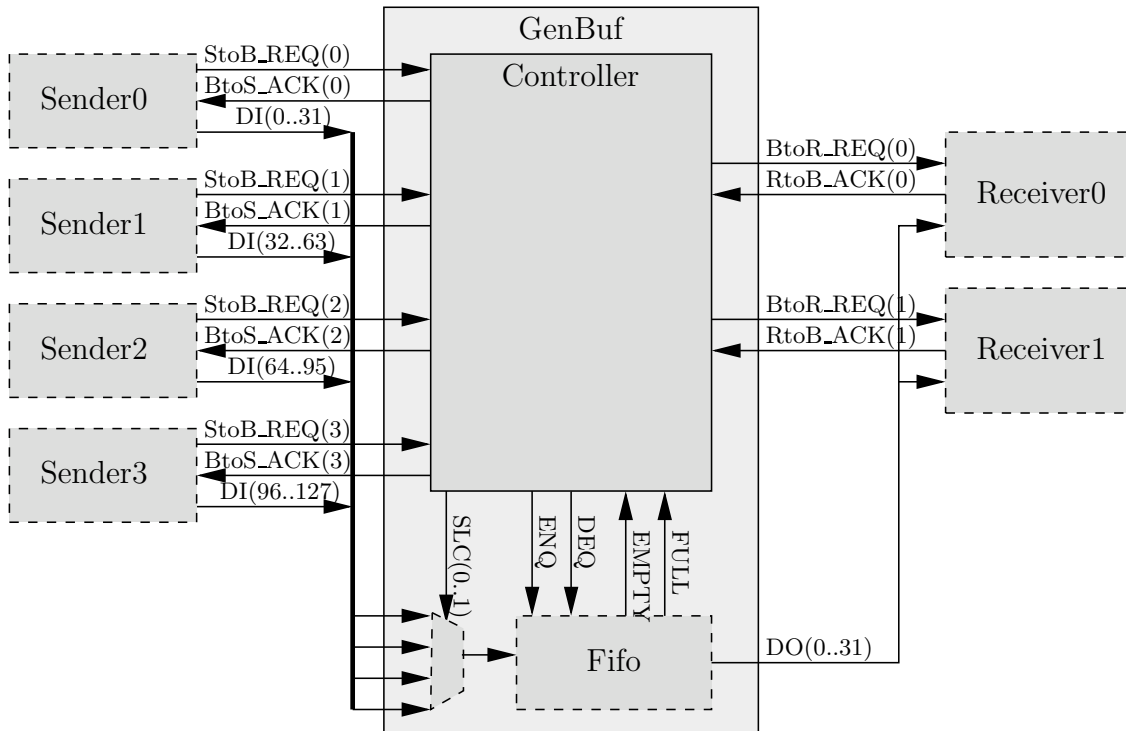 GenBuf
Controller
Sender0
StoB_REQ(0)
BtoS_ACK(0)
DI(0..31)
Sender1
StoB_REQ(1)
BtoS_ACK(1)
DI(32..63)
Sender2
StoB_REQ(2)
BtoS_ACK(2)
DI(64..95)
Sender3
StoB_REQ(3)
BtoS_ACK(3)
DI(96..127)
BtoR_REQ(0)
RtoB_ACK(0)
Receiver0
BtoR_REQ(1)
RtoB_ACK(1)
Receiver1
SLC(0..1)
ENQ
DEQ
EMPTY
FULL
Fifo
DO(0..31)